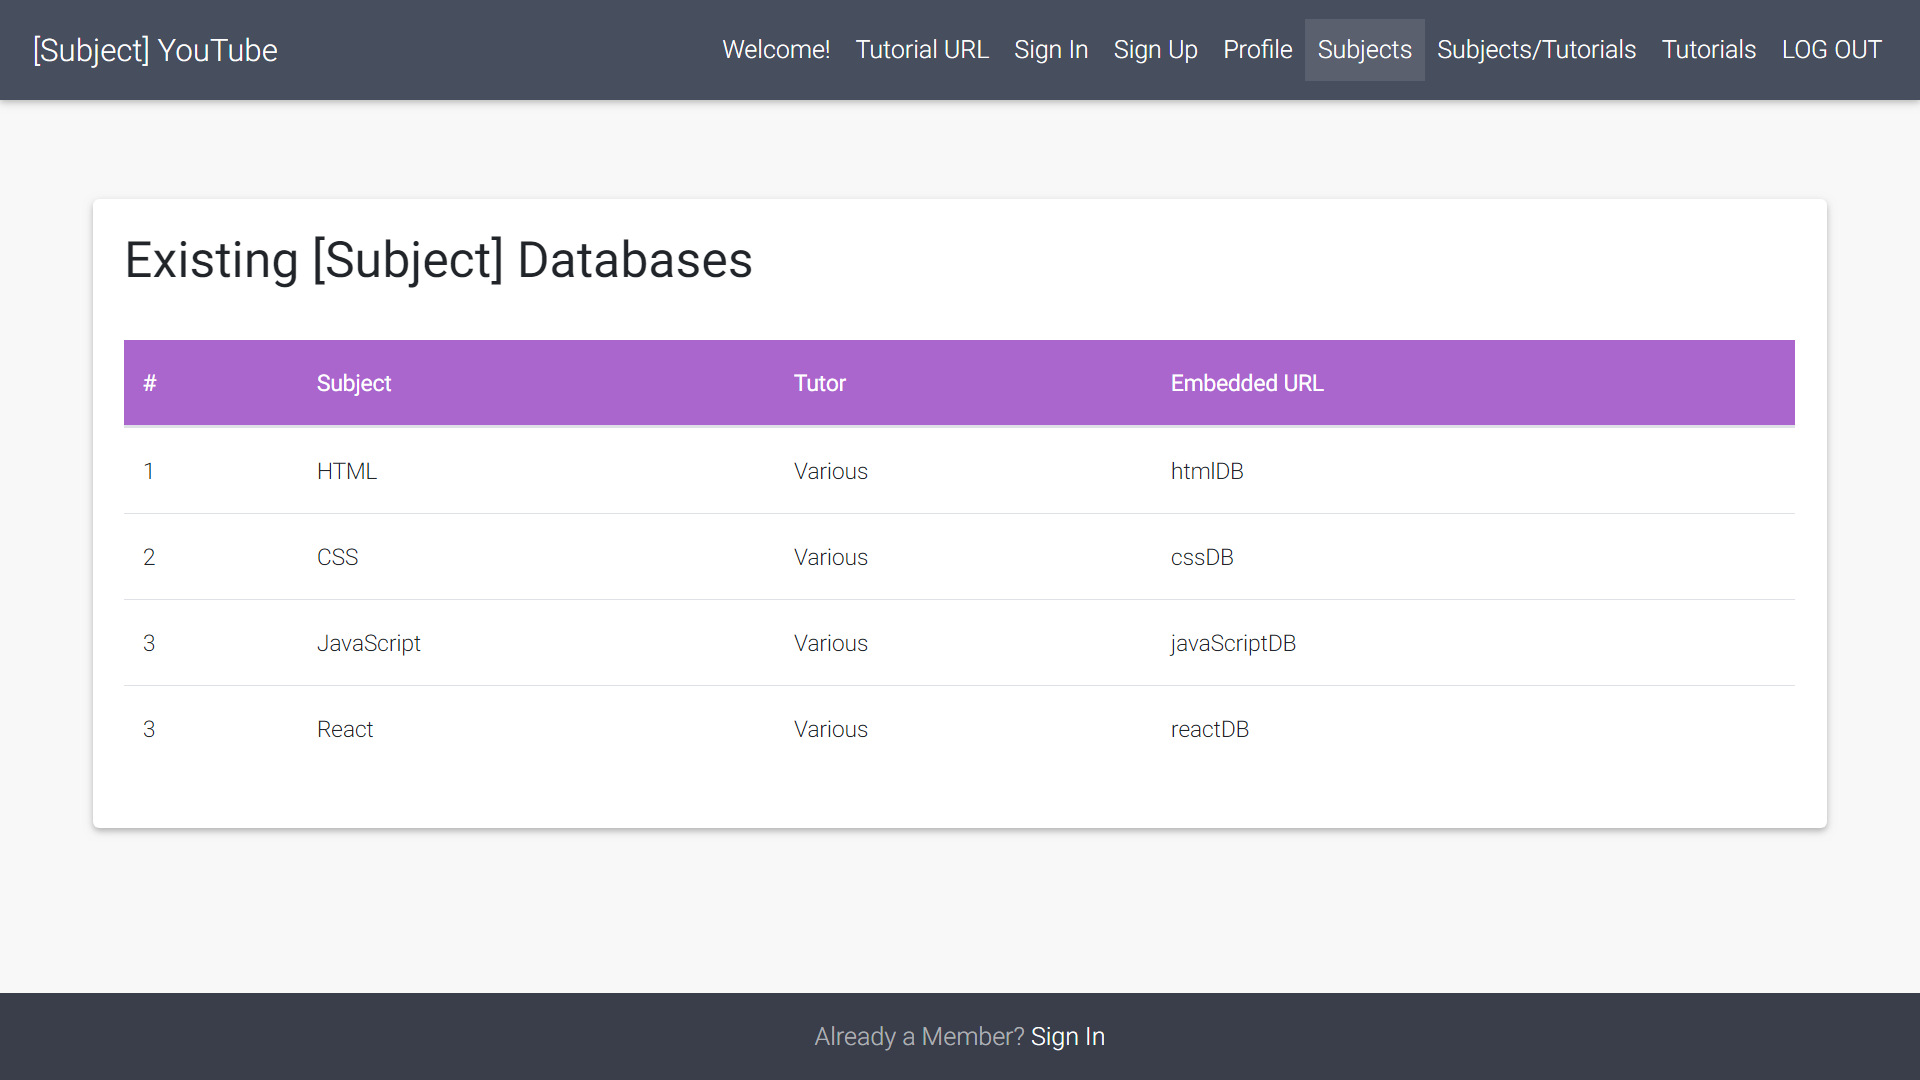 [Subject] YouTube Welcome! Tutorial URL Sign In Sign Up Profile Subjects Subjects/Tutorials Tutorials LOG OUT
Existing [Subject] Databases
# Subject Tutor Embedded URL
1 HTML Various htmlDB
2 CSS Various cssDB
3 JavaScript Various javaScriptDB
3 React Various reactDB
Already a Member? Sign In